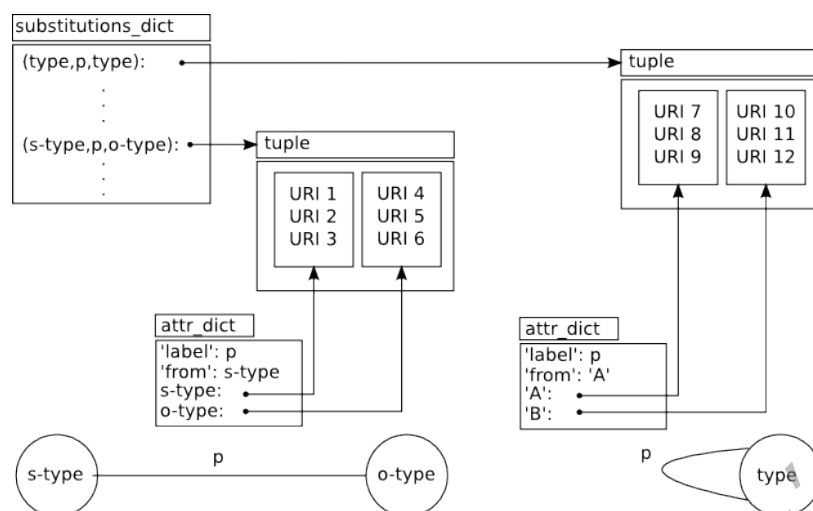 substitutions_dict
(type,p,type):
.
.
.
(s-type,p,o-type):
.
.
.
tuple
URI 1
URI 2
URI 3
URI 4
URI 5
URI 6
tuple
URI 7
URI 8
URI 9
URI 10
URI 11
URI 12
attr_dict
'label': p
'from': s-type
s-type:
o-type:
attr_dict
'label': p
'from': 'A'
'A':
'B':
s-type
p
o-type
p
type